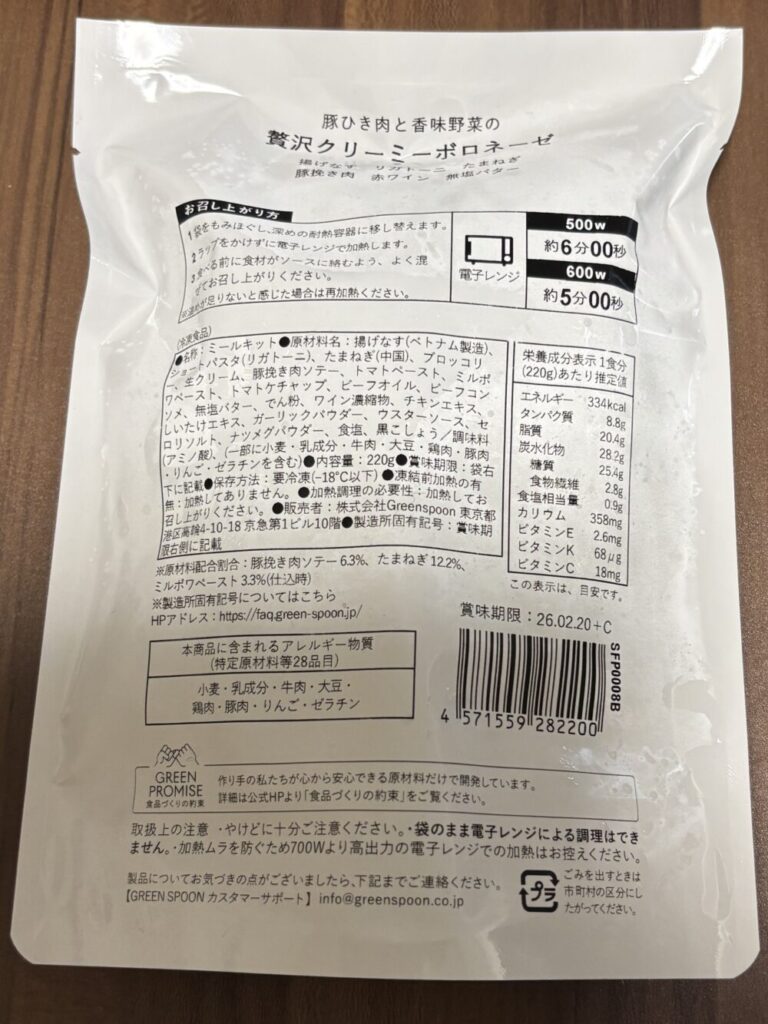 豚ひき肉と香味野菜の
贅沢クリーミーボロネーゼ
揚げなす　リガトーニ　たまねぎ
豚挽き肉　赤ワイン　無塩バター
お召し上がり方
1 袋をもみほぐし、深めの耐熱容器に移し替えます。
2 ラップをかけずに電子レンジで加熱します。
3 食べる前に食材がソースに絡むよう、よく混
ぜてお召し上がりください。
※温めが足りないと感じた場合は再加熱ください。
電子レンジ
500w
約6分00秒
600w
約5分00秒
(冷凍食品)
●名称：ミールキット●原材料名：揚げなす(ベトナム製造)、
ショートパスタ(リガトーニ)、たまねぎ(中国)、ブロッコリ
ー、生クリーム、豚挽き肉ソテー、トマトペースト、ミルポ
ワペースト、トマトケチャップ、ビーフオイル、ビーフコン
ソメ、無塩バター、でん粉、ワイン濃縮物、チキンエキス、
しいたけエキス、ガーリックパウダー、ウスターソース、セ
ロリソルト、ナツメグパウダー、食塩、黒こしょう／調味料
(アミノ酸)、(一部に小麦・乳成分・牛肉・大豆・鶏肉・豚肉
・りんご・ゼラチンを含む)●内容量：220g●賞味期限：袋右
下に記載●保存方法：要冷凍(-18℃以下)●凍結前加熱の有
無：加熱してありません。●加熱調理の必要性：加熱してお
召し上がりください。●販売者：株式会社Greenspoon 東京都
港区高輪4-10-18 京急第1ビル10階●製造所固有記号：賞味期
限右側に記載
栄養成分表示 1食分
(220g)あたり推定値
エネルギー 334kcal
タンパク質 8.8g
脂質 20.4g
炭水化物 28.2g
糖質 25.4g
食物繊維 2.8g
食塩相当量 0.9g
カリウム 358mg
ビタミンE 2.6mg
ビタミンK 68μg
ビタミンC 18mg
この表示は、目安です。
※原材料配合割合：豚挽き肉ソテー 6.3%、たまねぎ 12.2%、
ミルポワペースト 3.3%(仕込時)
※製造所固有記号についてはこちら
HPアドレス：https://faq.green-spoon.jp/
賞味期限：26.02.20+C
本商品に含まれるアレルギー物質
(特定原材料等28品目)
小麦・乳成分・牛肉・大豆・
鶏肉・豚肉・りんご・ゼラチン
SFP0008B
4 571559 282200
GREEN
PROMISE
食品づくりの約束
作り手の私たちが心から安心できる原材料だけで開発しています。
詳細は公式HPより「食品づくりの約束」をご覧ください。
取扱上の注意 ・やけどに十分ご注意ください。・袋のまま電子レンジによる調理はでき
ません。・加熱ムラを防ぐため700Wより高出力の電子レンジでの加熱はお控えください。
製品についてお気づきの点がございましたら、下記までご連絡ください。
【GREEN SPOON カスタマーサポート】 info@greenspoon.co.jp
プラ
ごみを出すときは
市町村の区分にし
たがってください。